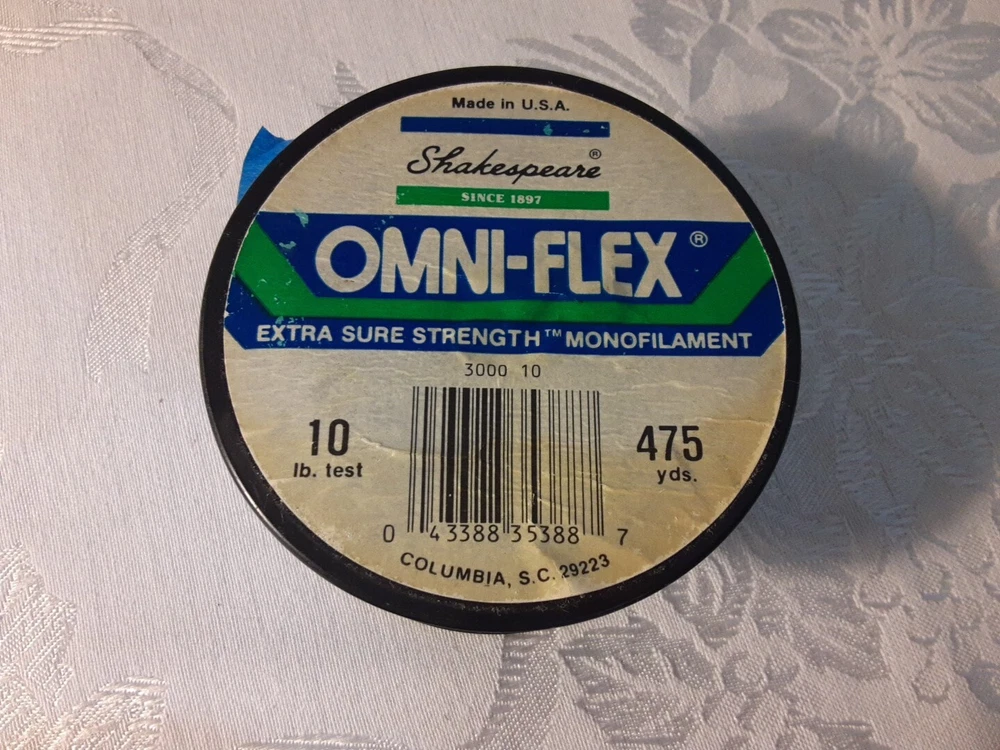 Made in U.S.A.
Shakespeare®
SINCE 1897
OMNI-FLEX®
EXTRA SURE STRENGTH™ MONOFILAMENT
3000 10
10
lb. test
475
yds.
0 43388 35388 7
COLUMBIA, S.C. 29223